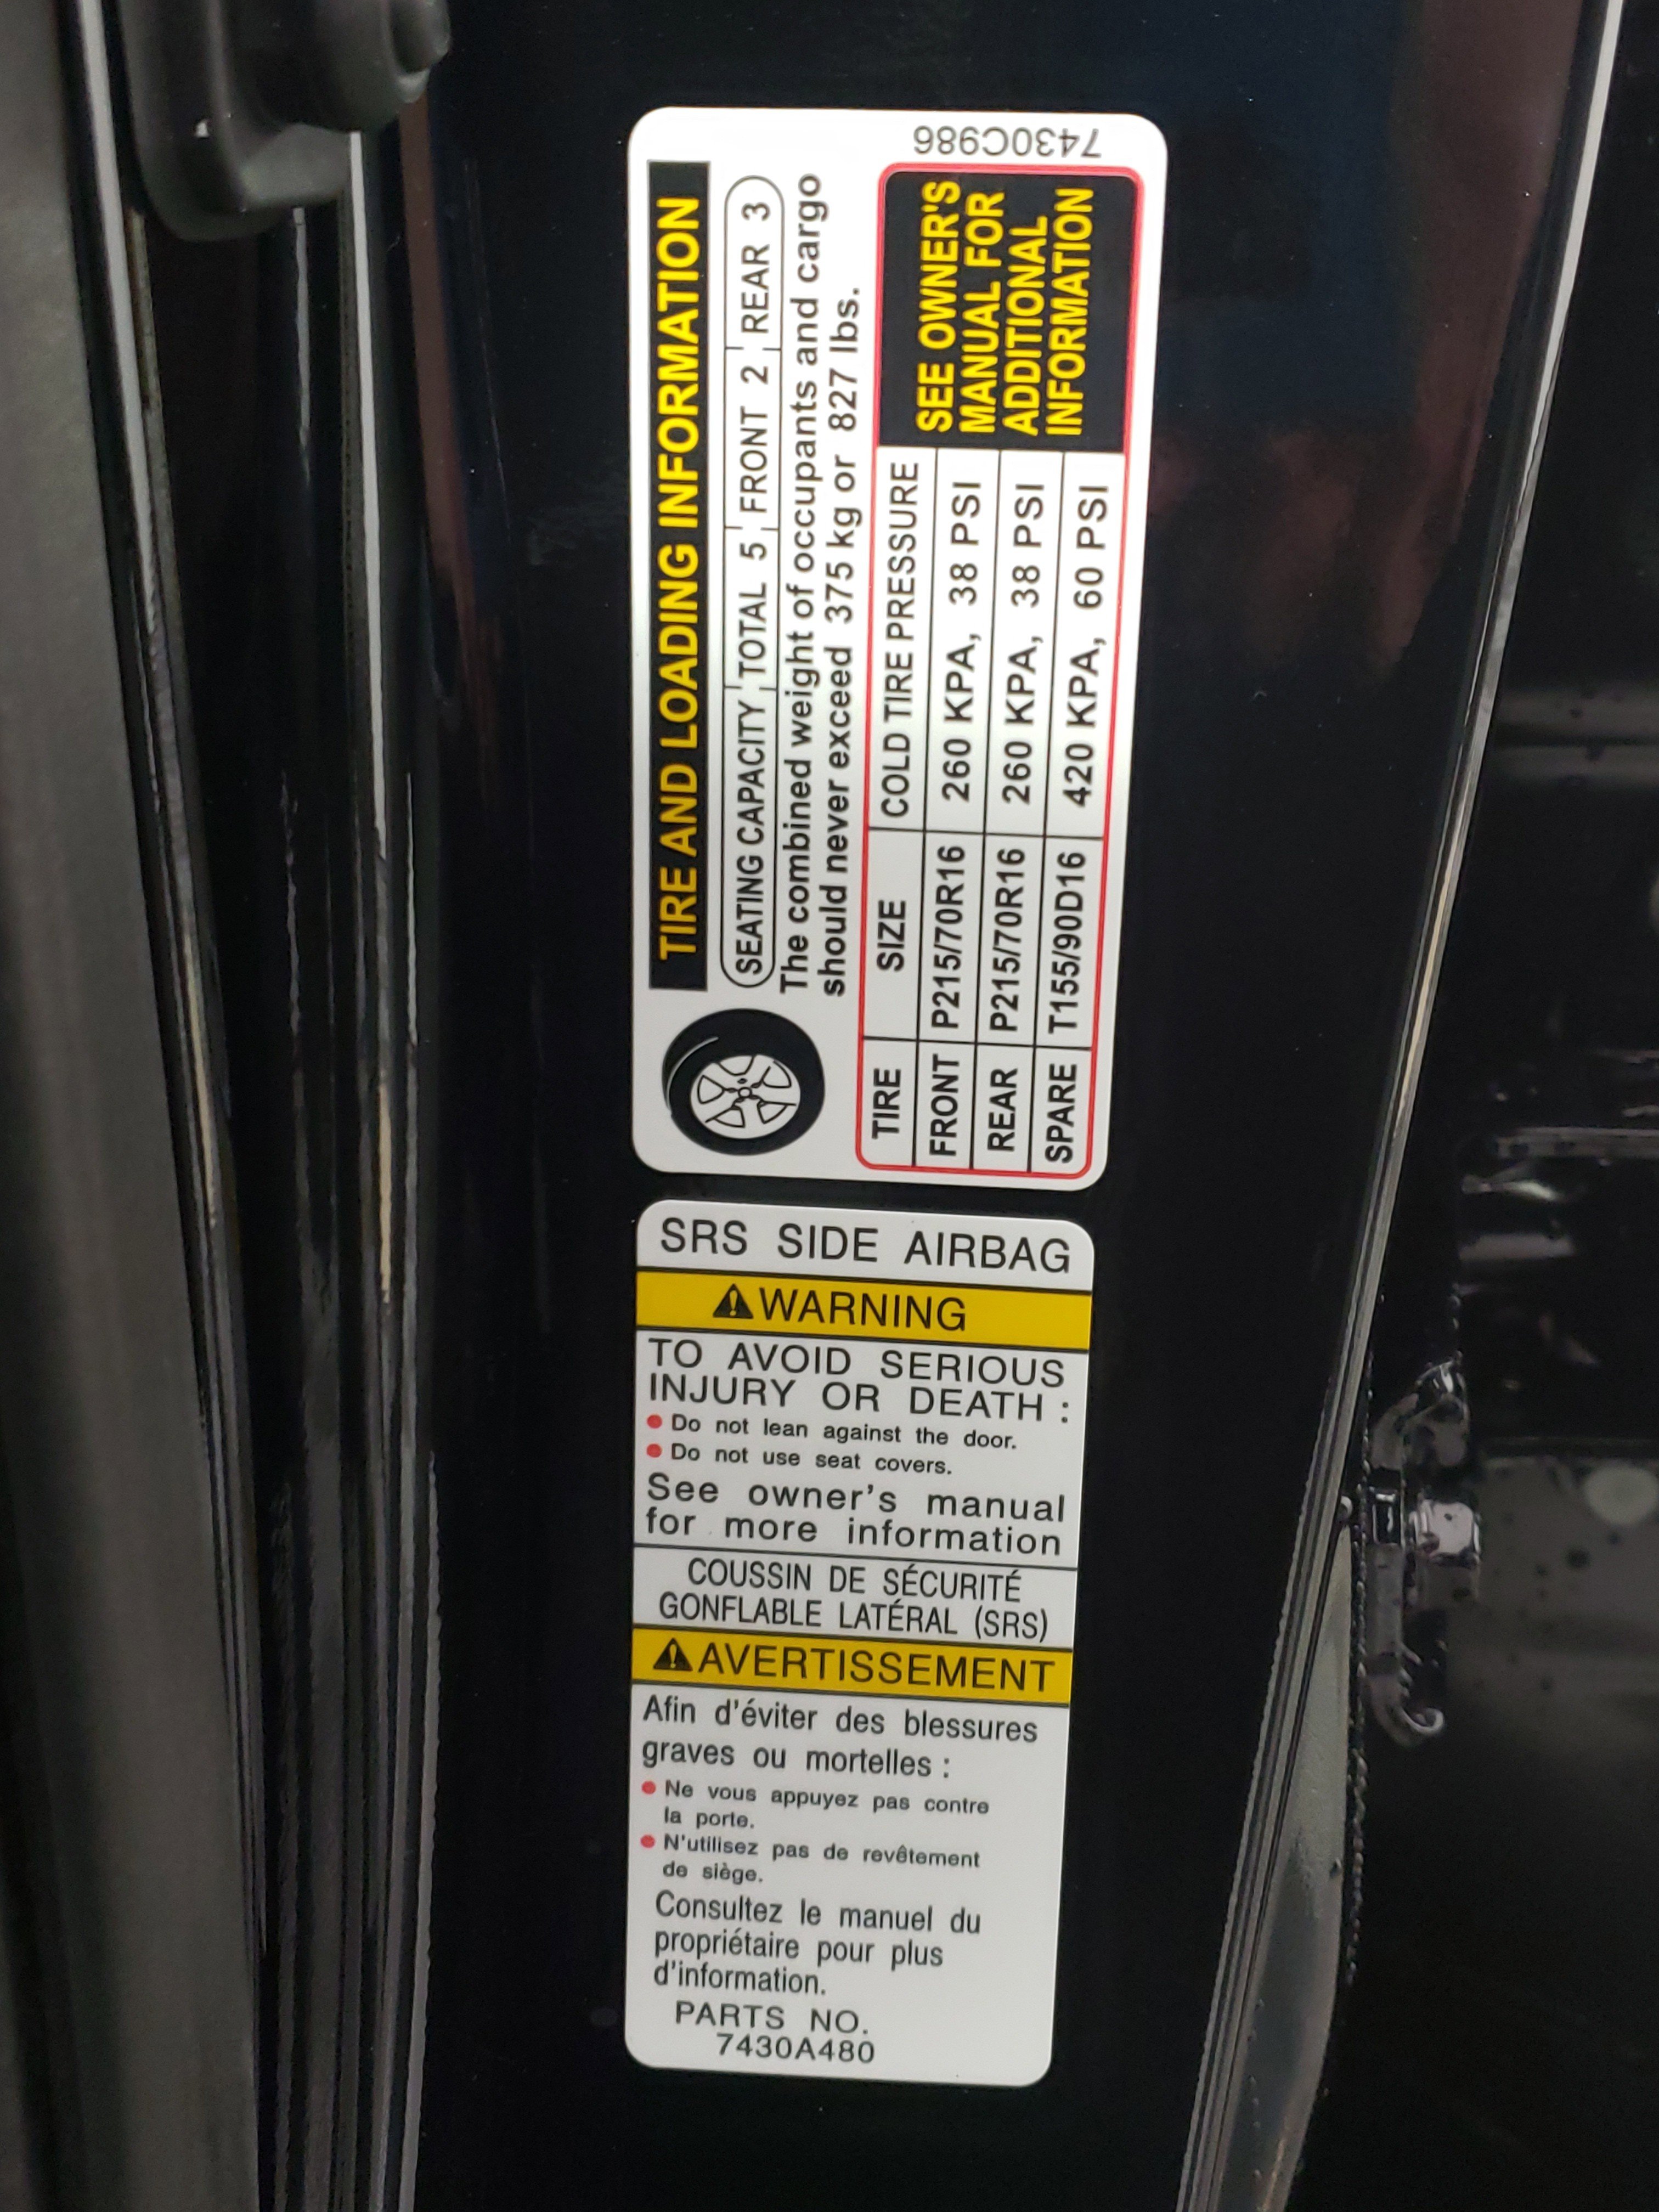 TIRE AND LOADING INFORMATION
SEATING CAPACITY TOTAL 5 FRONT 2 REAR 3
The combined weight of occupants and cargo
should never exceed 375 kg or 827 lbs.
TIRE SIZE COLD TIRE PRESSURE
FRONT P215/70R16 260 KPA, 38 PSI
REAR P215/70R16 260 KPA, 38 PSI
SPARE T155/90D16 420 KPA, 60 PSI
SEE OWNER'S
MANUAL FOR
ADDITIONAL
INFORMATION
7430C986
SRS SIDE AIRBAG
WARNING
TO AVOID SERIOUS
INJURY OR DEATH :
● Do not lean against the door.
● Do not use seat covers.
See owner's manual
for more information
COUSSIN DE SÉCURITÉ
GONFLABLE LATÉRAL (SRS)
AVERTISSEMENT
Afin d'éviter des blessures
graves ou mortelles :
● Ne vous appuyez pas contre
la porte.
● N'utilisez pas de revêtement
de siège.
Consultez le manuel du
propriétaire pour plus
d'information.
PARTS NO.
7430A480